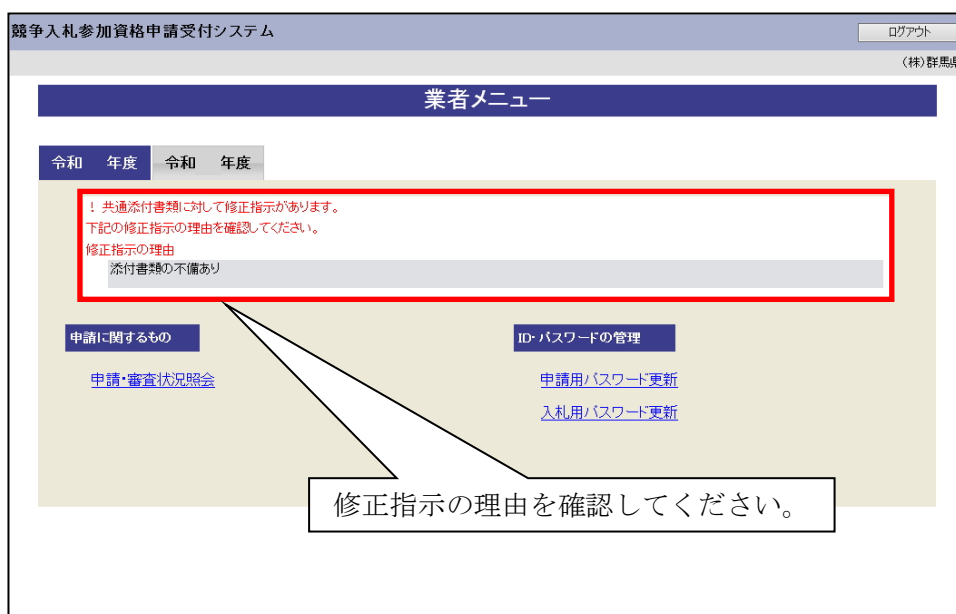 競争入札参加資格申請受付システム
ログアウト
(株)群馬県
業者メニュー
令和　年度 令和　年度
! 共通添付書類に対して修正指示があります。
下記の修正指示の理由を確認してください。
修正指示の理由
添付書類の不備あり
申請に関するもの
申請・審査状況照会
ID・パスワードの管理
申請用パスワード更新
入札用パスワード更新
修正指示の理由を確認してください。